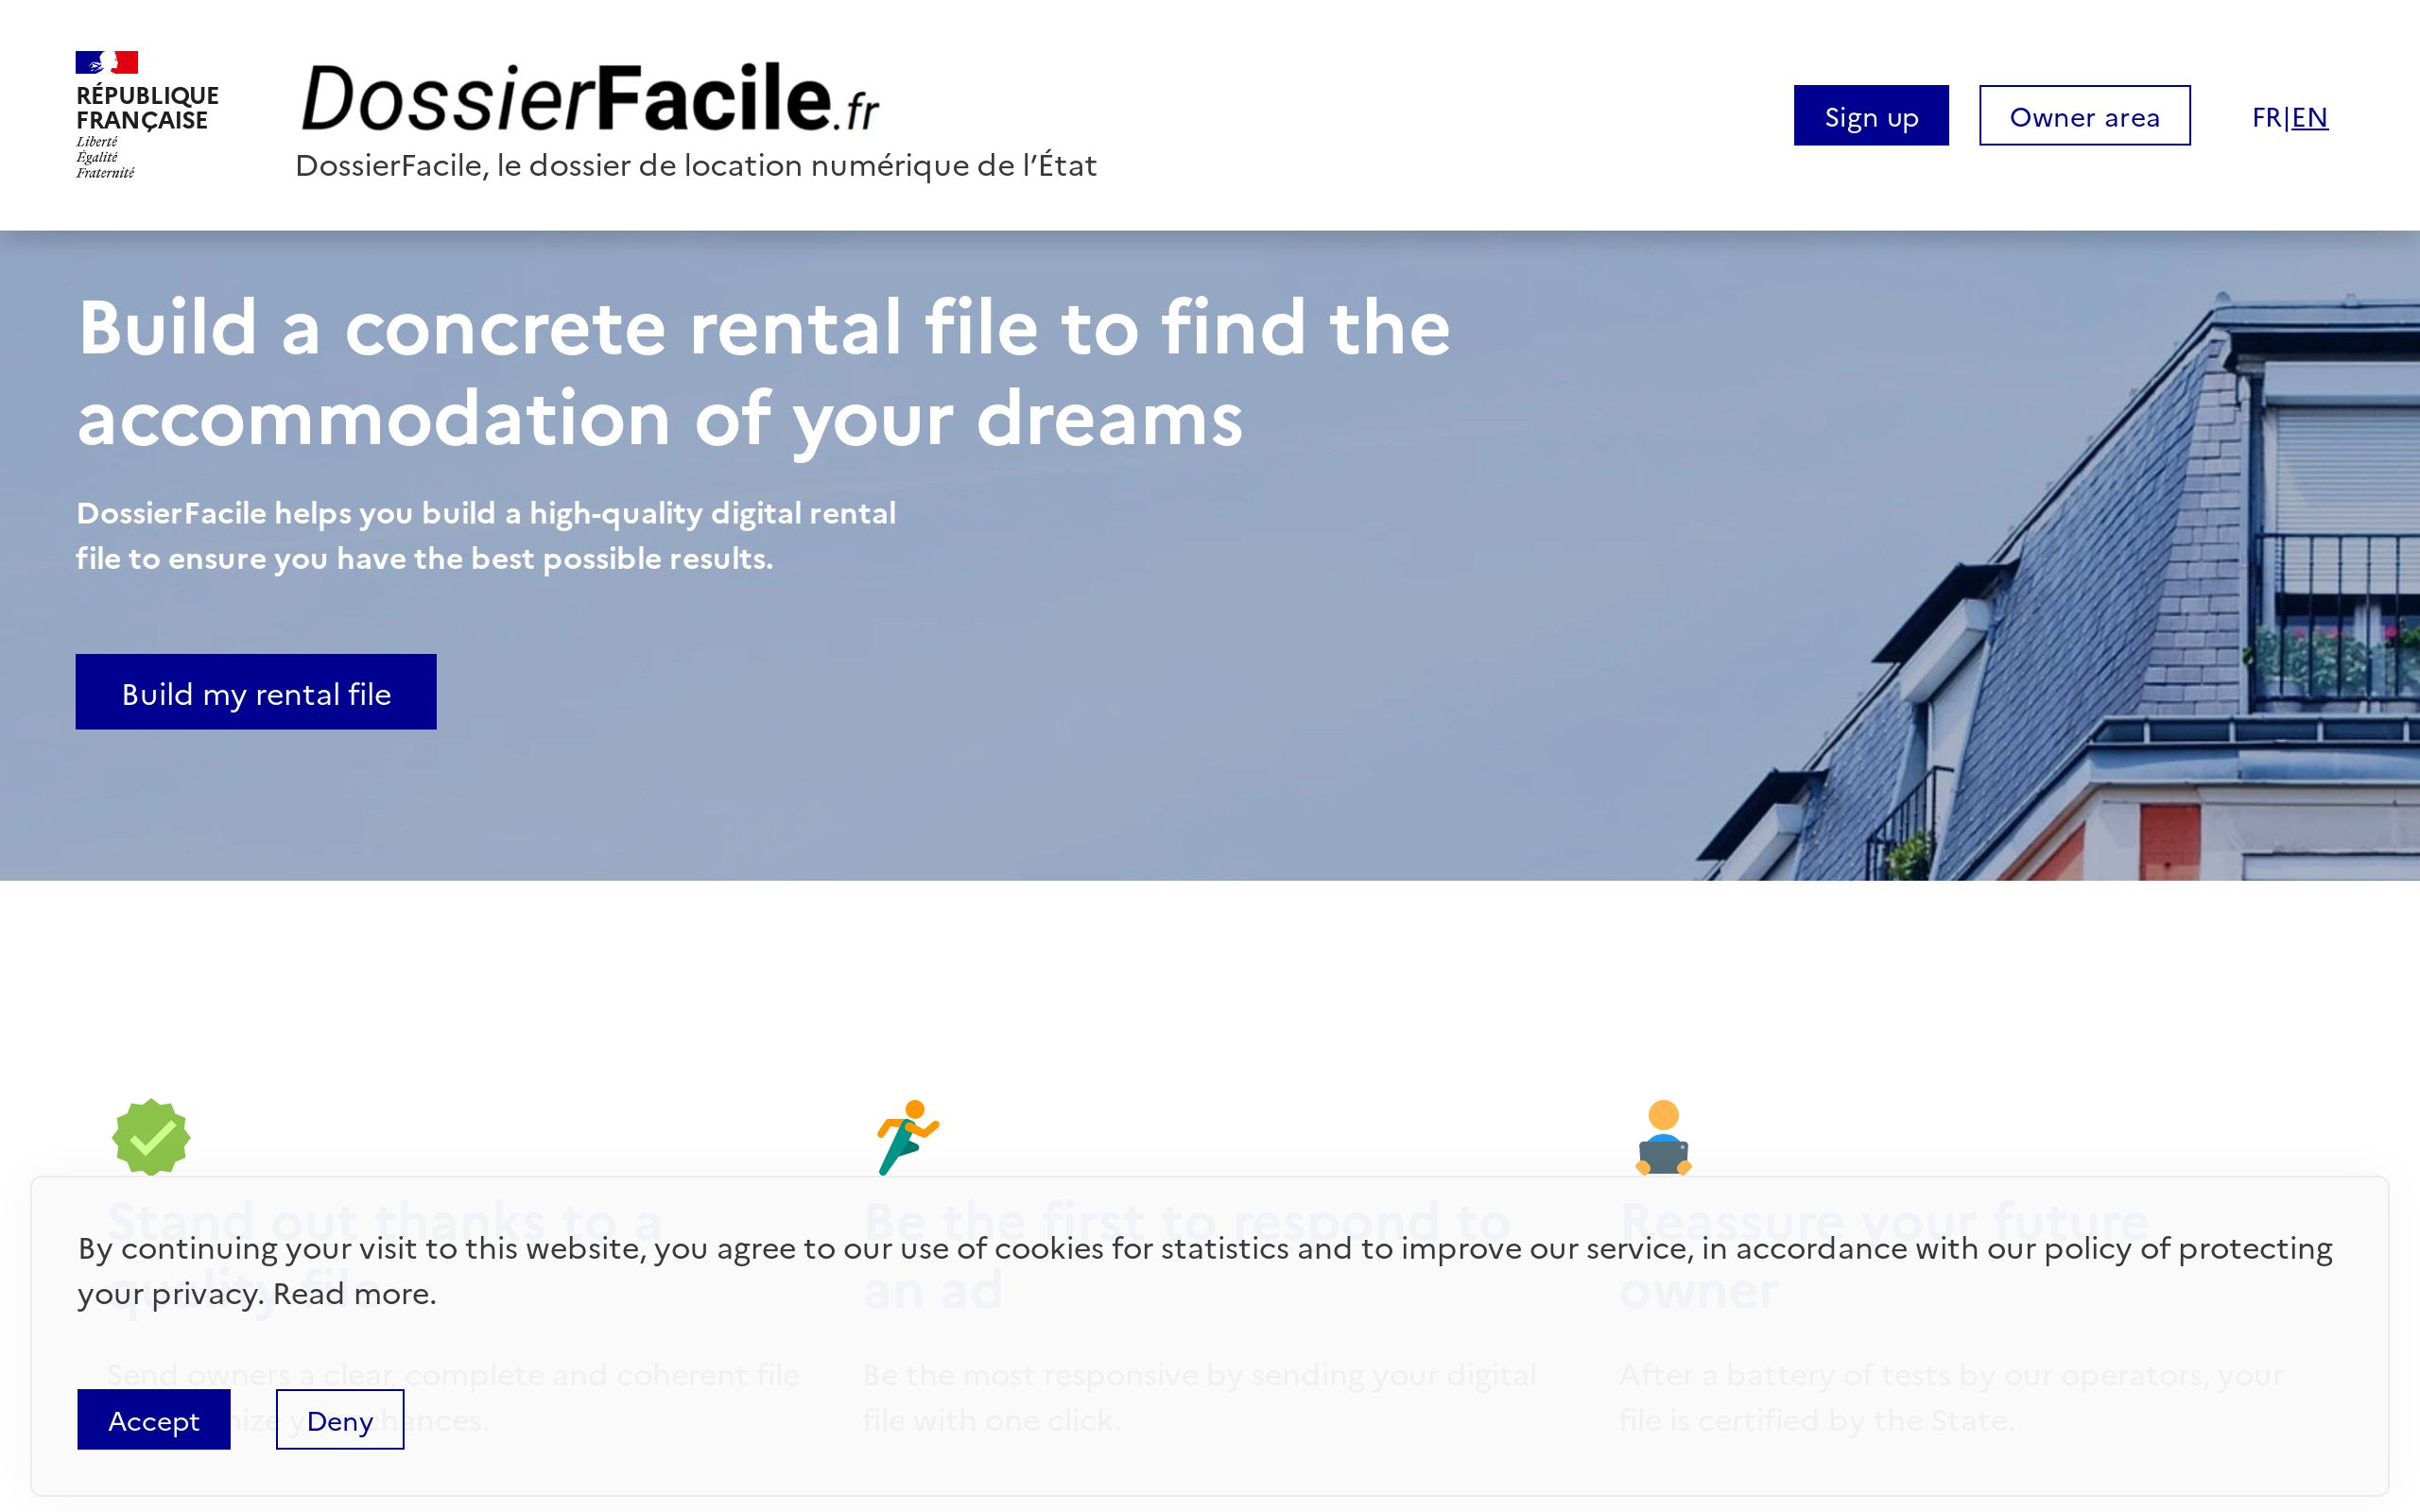 RÉPUBLIQUE
FRANÇAISE
Liberté
Égalité
Fraternité
DossierFacile.fr
DossierFacile, le dossier de location numérique de l'État
Sign up
Owner area
FR|EN
Build a concrete rental file to find the
accommodation of your dreams
DossierFacile helps you build a high-quality digital rental
file to ensure you have the best possible results.
Build my rental file
Stand out thanks to a
quality file
Send owners a clear, complete and coherent file
hances.
Be the first to respond to
an ad
Be the most responsive by sending your digital
file with one click.
Reassure your future
owner
After a battery of tests by our operators, your
file is certified by the State.
By continuing your visit to this website, you agree to our use of cookies for statistics and to improve our service, in accordance with our policy of protecting
your privacy. Read more.
Accept
Deny